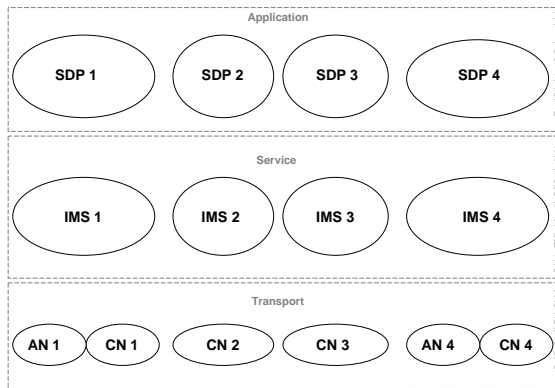 Application
SDP 1 SDP 2 SDP 3 SDP 4
Service
IMS 1 IMS 2 IMS 3 IMS 4
Transport
AN 1 CN 1 CN 2 CN 3 AN 4 CN 4